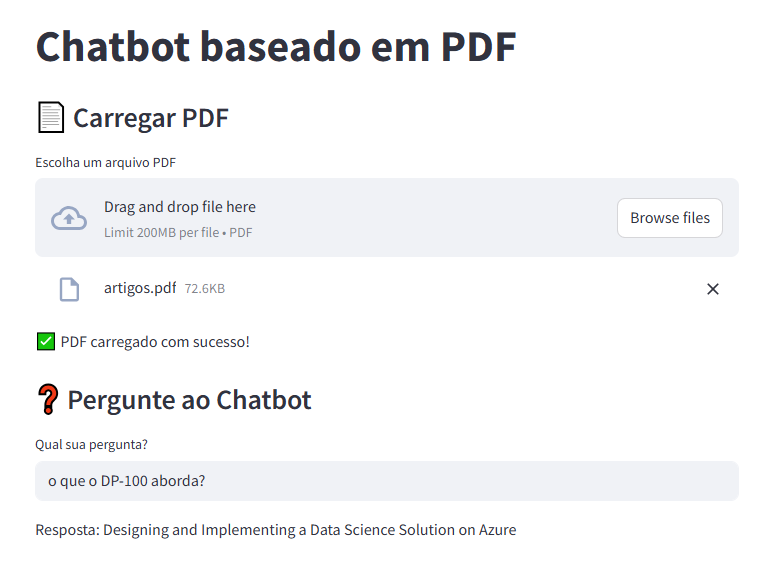 Chatbot baseado em PDF
Carregar PDF
Escolha um arquivo PDF
Drag and drop file here
Browse files
Limit 200MB per file • PDF
artigos.pdf 72.6KB
PDF carregado com sucesso!
Pergunte ao Chatbot
Qual sua pergunta?
o que o DP-100 aborda?
Resposta: Designing and Implementing a Data Science Solution on Azure